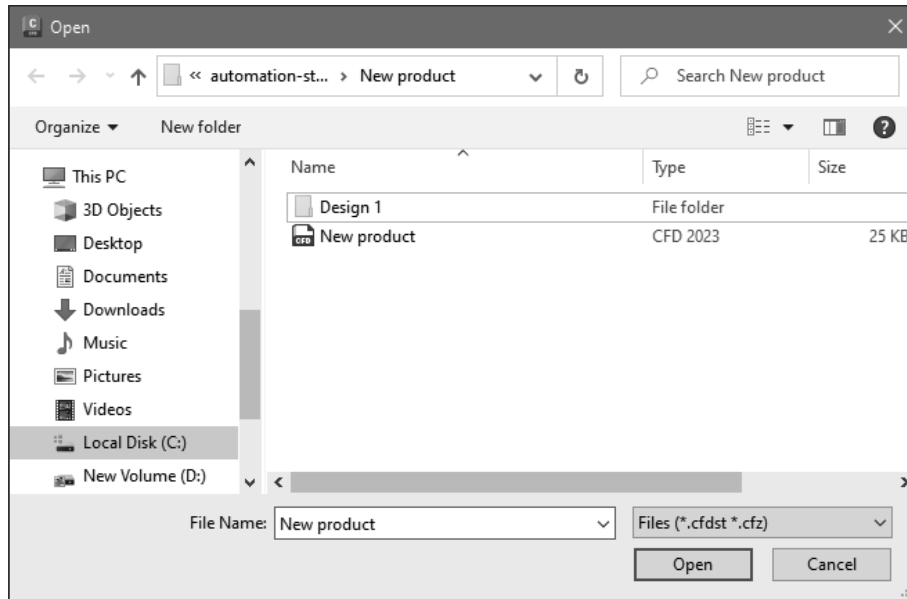 Open
« automation-st... › New product
Search New product
Organize
New folder
Name
Type
Size
This PC
3D Objects
Desktop
Documents
Downloads
Music
Pictures
Videos
Local Disk (C:)
New Volume (D:)
Design 1
File folder
New product
CFD 2023
25 KB
File Name:
New product
Files (*.cfdst *.cfz)
Open
Cancel